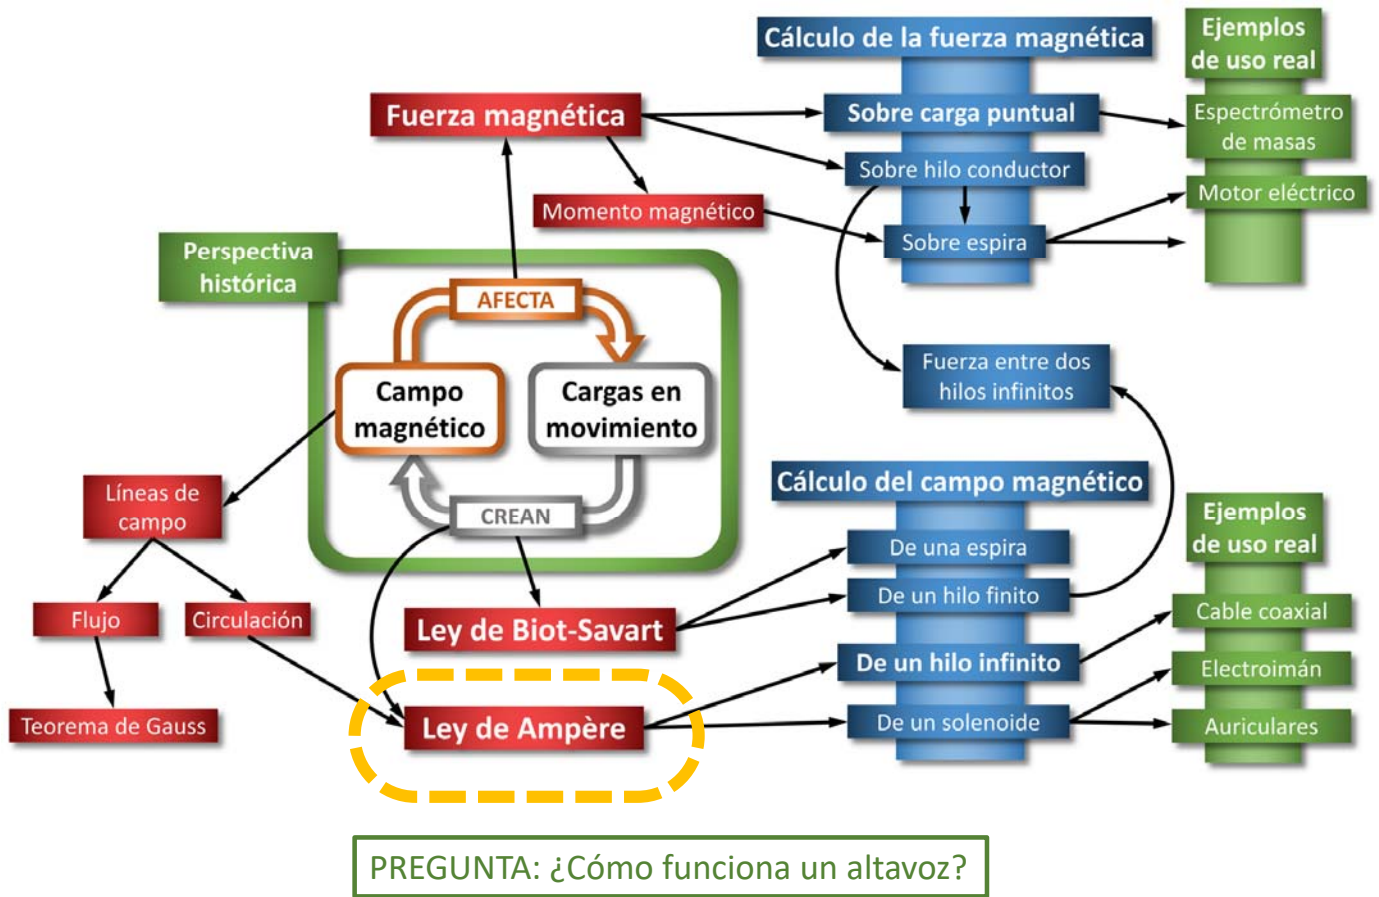 Cálculo de la fuerza magnética
Ejemplos
de uso real
Fuerza magnética
Sobre carga puntual
Espectrómetro
de masas
Sobre hilo conductor
Motor eléctrico
Momento magnético
Sobre espira
Perspectiva
histórica
AFECTA
Campo
magnético
Cargas en
movimiento
Fuerza entre dos
hilos infinitos
CREAN
Líneas de
campo
Cálculo del campo magnético
Ejemplos
de uso real
De una espira
De un hilo finito
Flujo
Circulación
Ley de Biot-Savart
Cable coaxial
De un hilo infinito
Electroimán
Teorema de Gauss
Ley de Ampère
De un solenoide
Auriculares
PREGUNTA: ¿Cómo funciona un altavoz?